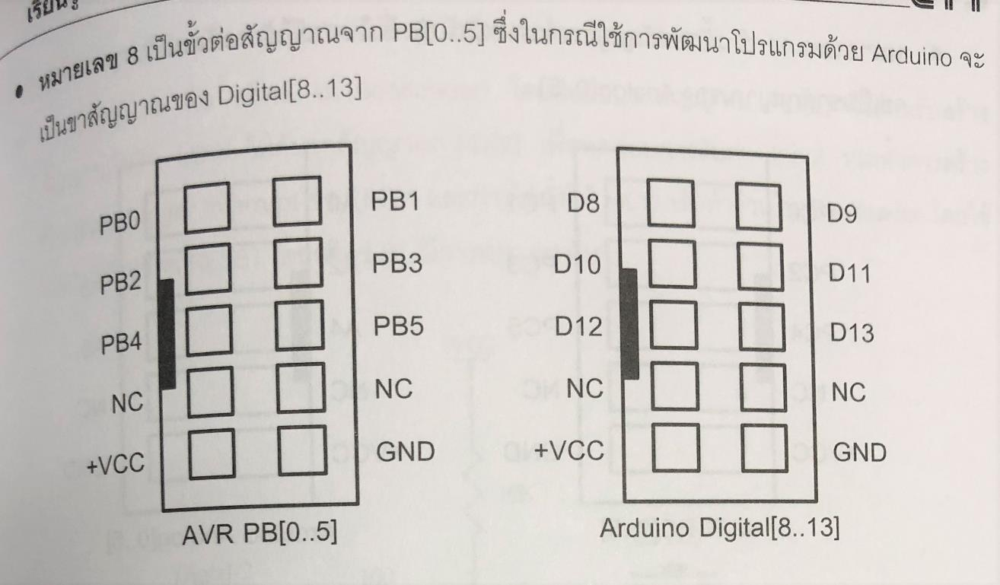 เรียนรู้
• หมายเลข 8 เป็นขั้วต่อสัญญาณจาก PB[0..5] ซึ่งในกรณีใช้การพัฒนาโปรแกรมด้วย Arduino จะ
เป็นขาสัญญาณของ Digital[8..13]
PB0 PB1
PB2 PB3
PB4 PB5
NC NC
+VCC GND
AVR PB[0..5]
D8 D9
D10 D11
D12 D13
NC NC
+VCC GND
Arduino Digital[8..13]